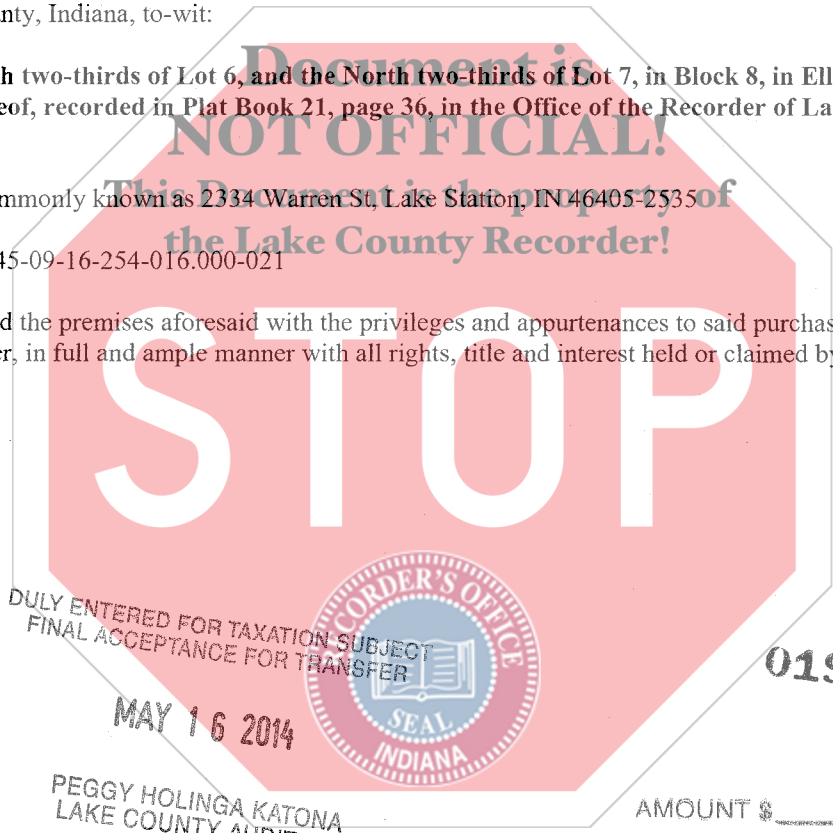 nty, Indiana, to-wit:
Document is
h two-thirds of Lot 6, and the North two-thirds of Lot 7, in Block 8, in Ell
eof, recorded in Plat Book 21, page 36, in the Office of the Recorder of La
NOT OFFICIAL!
mmonly known as 2334 Warren St, Lake Station, IN 46405-2535
This Document is the property of
the Lake County Recorder!
45-09-16-254-016.000-021
d the premises aforesaid with the privileges and appurtenances to said purchas
er, in full and ample manner with all rights, title and interest held or claimed by
STOP
RECORDER'S OFFICE
SEAL
INDIANA
DULY ENTERED FOR TAXATION SUBJECT
FINAL ACCEPTANCE FOR TRANSFER
019
MAY 16 2014
PEGGY HOLINGA KATONA
LAKE COUNTY AUDIT
AMOUNT $